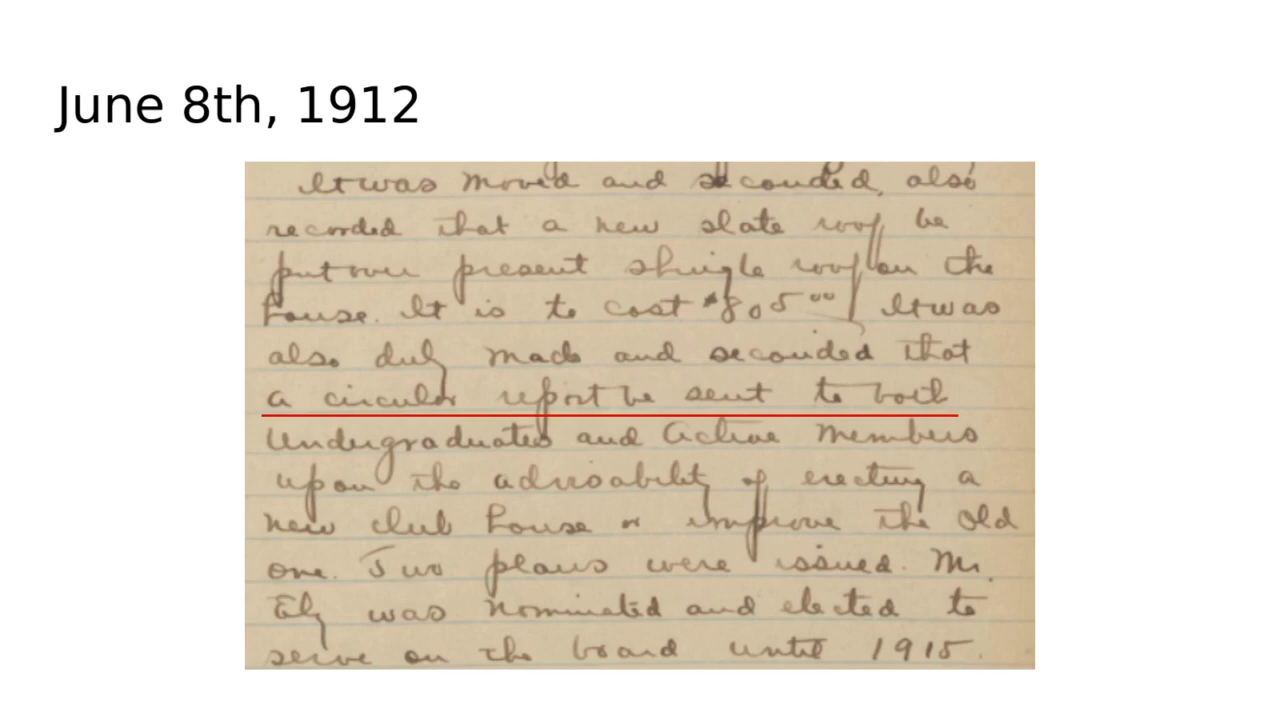 June 8th, 1912
It was moved and seconded, also
recorded that a new slate roof be
put over present shingle roof on the
house. It is to cost $805.00 It was
also duly made and seconded that
a circular report be sent to both
Undergraduates and Active Members
upon the advisability of erecting a
new club house or improve the old
one. Two plans were issued. Mr.
Ely was nominated and elected to
serve on the board until 1915.